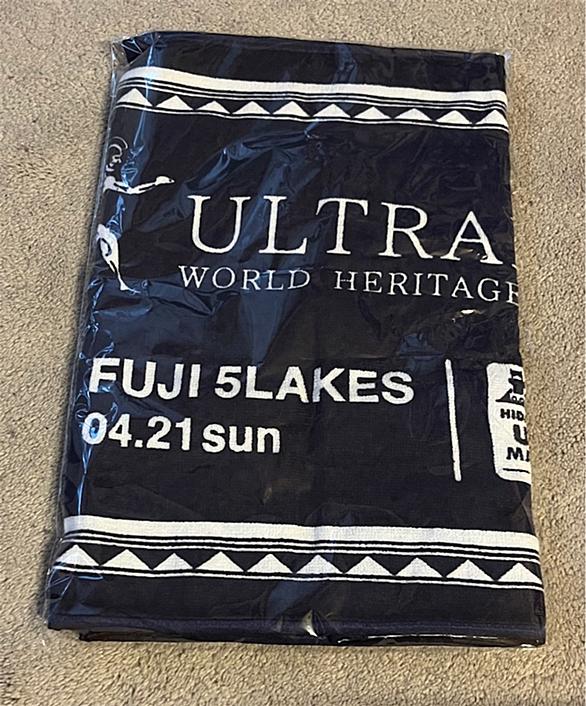 ULTRA
WORLD HERITAGE
FUJI 5LAKES
04.21 sun